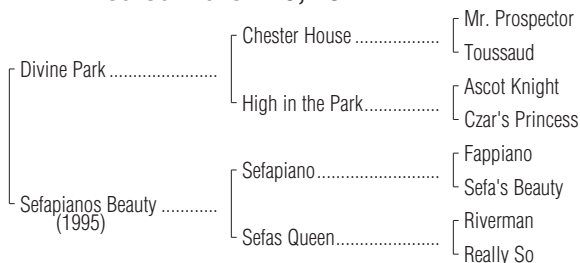 Mr. Prospector
Chester House ..................
Toussaud
Divine Park .......................
Ascot Knight
High in the Park................
Czar's Princess
Fappiano
Sefapiano...........................
Sefa's Beauty
Sefapianos Beauty ............
(1995)
Riverman
Sefas Queen......................
Really So